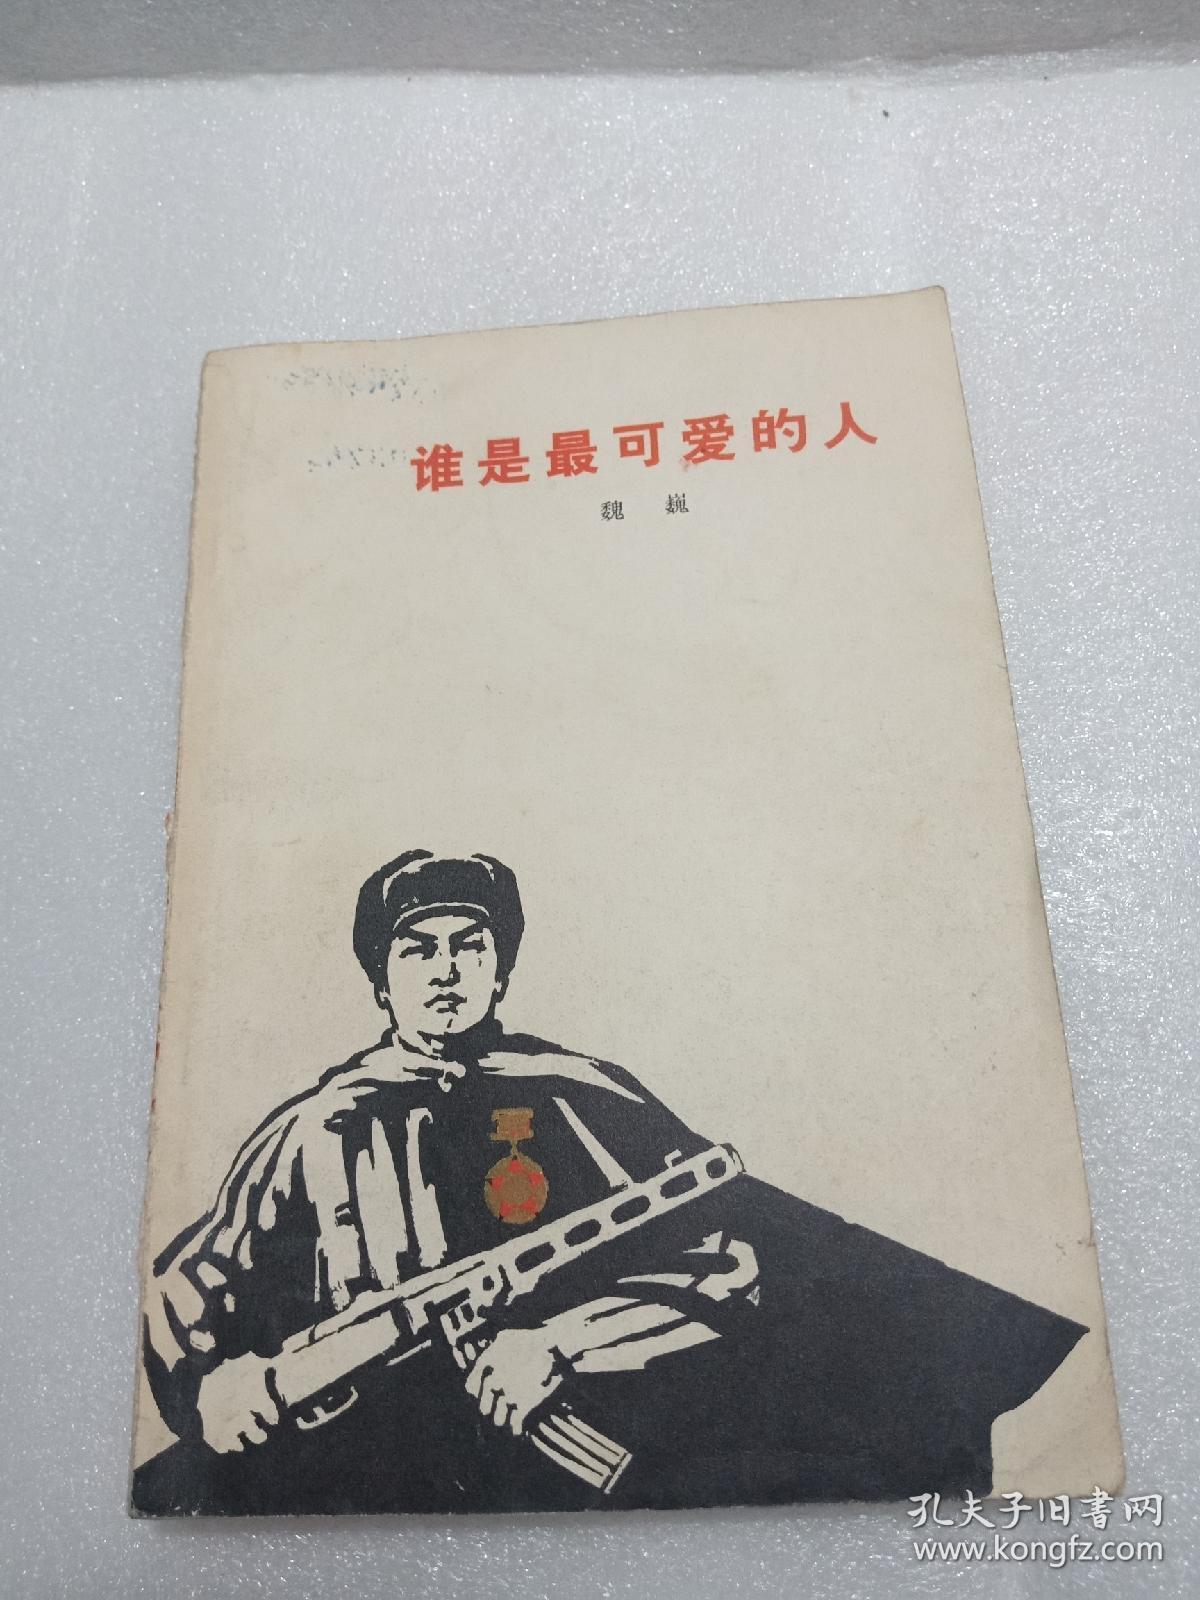 谁是最可爱的人
魏 巍
孔夫子旧书网
www.kongfz.com